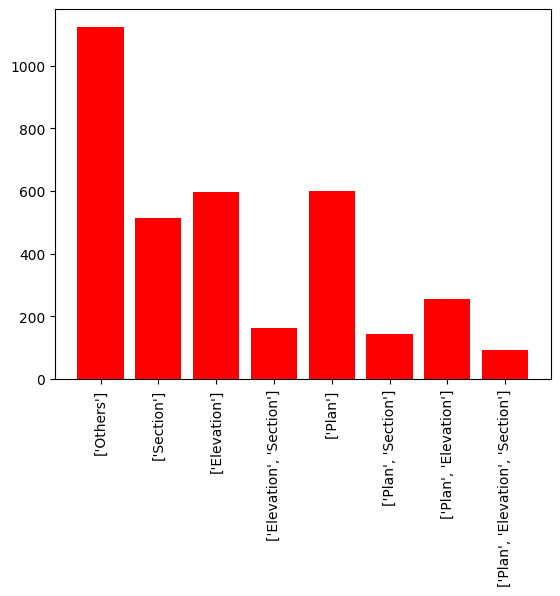 1000
800
600
400
200
0
['Others']
['Section']
['Elevation']
['Elevation', 'Section']
['Plan']
['Plan', 'Section']
['Plan', 'Elevation']
['Plan', 'Elevation', 'Section']